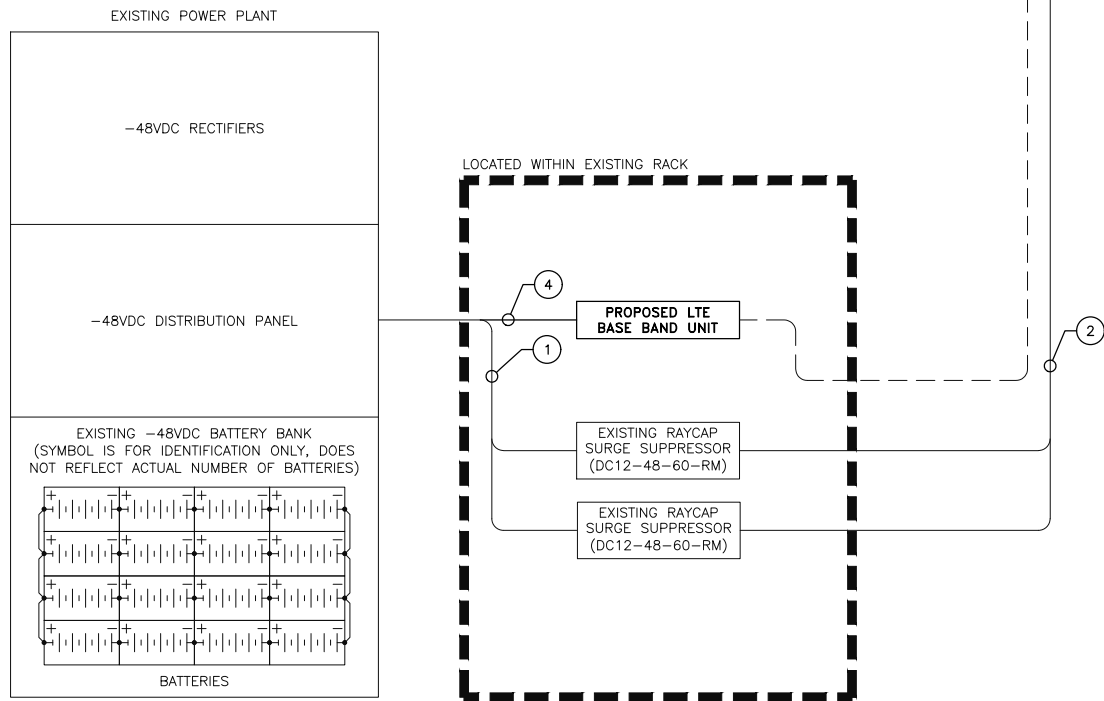 EXISTING POWER PLANT
-48VDC RECTIFIERS
LOCATED WITHIN EXISTING RACK
4
PROPOSED LTE
BASE BAND UNIT
-48VDC DISTRIBUTION PANEL
1
2
EXISTING -48VDC BATTERY BANK
(SYMBOL IS FOR IDENTIFICATION ONLY, DOES
NOT REFLECT ACTUAL NUMBER OF BATTERIES)
EXISTING RAYCAP
SURGE SUPPRESSOR
(DC12-48-60-RM)
EXISTING RAYCAP
SURGE SUPPRESSOR
(DC12-48-60-RM)
+ - + - + - + -
+ - + - + - + -
+ - + - + - + -
+ - + - + - + -
BATTERIES